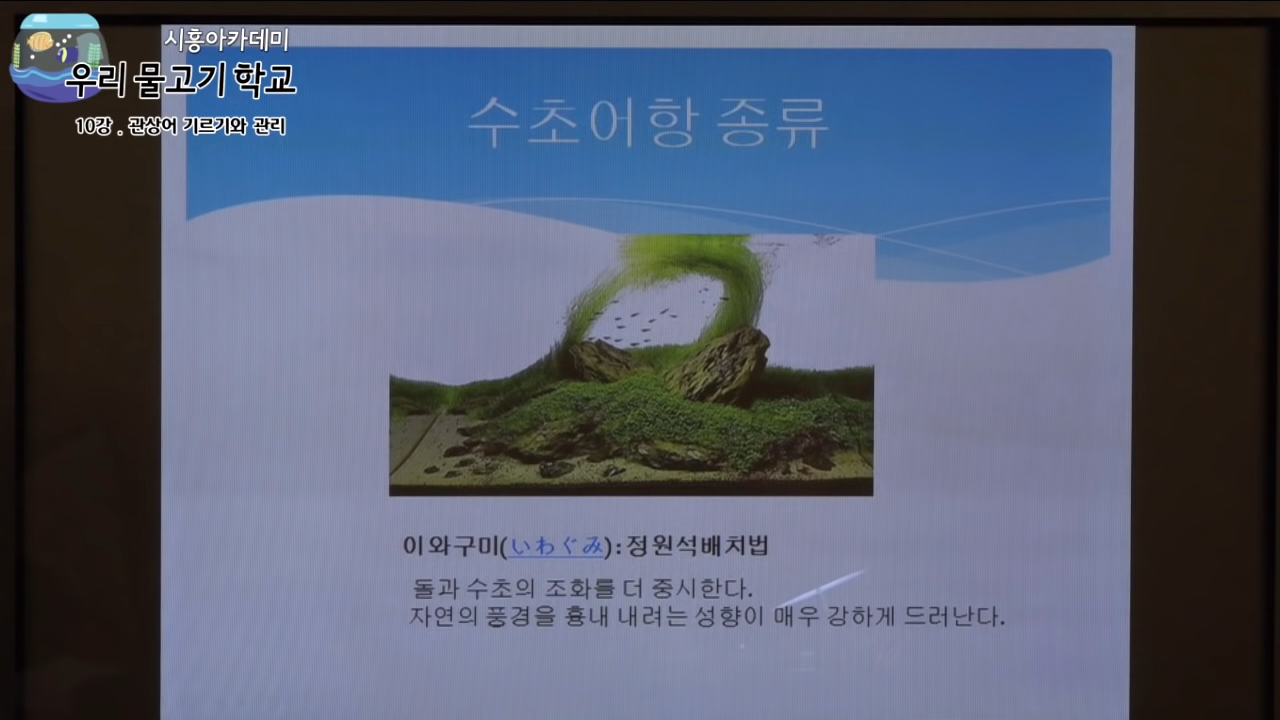 시흥아카데미
우리 물고기 학교
10강 . 관상어 기르기와 관리
수초어항 종류
이와구미(いわぐみ):정원석배치법
돌과 수초의 조화를 더 중시한다.
자연의 풍경을 흉내 내려는 성향이 매우 강하게 드러난다.